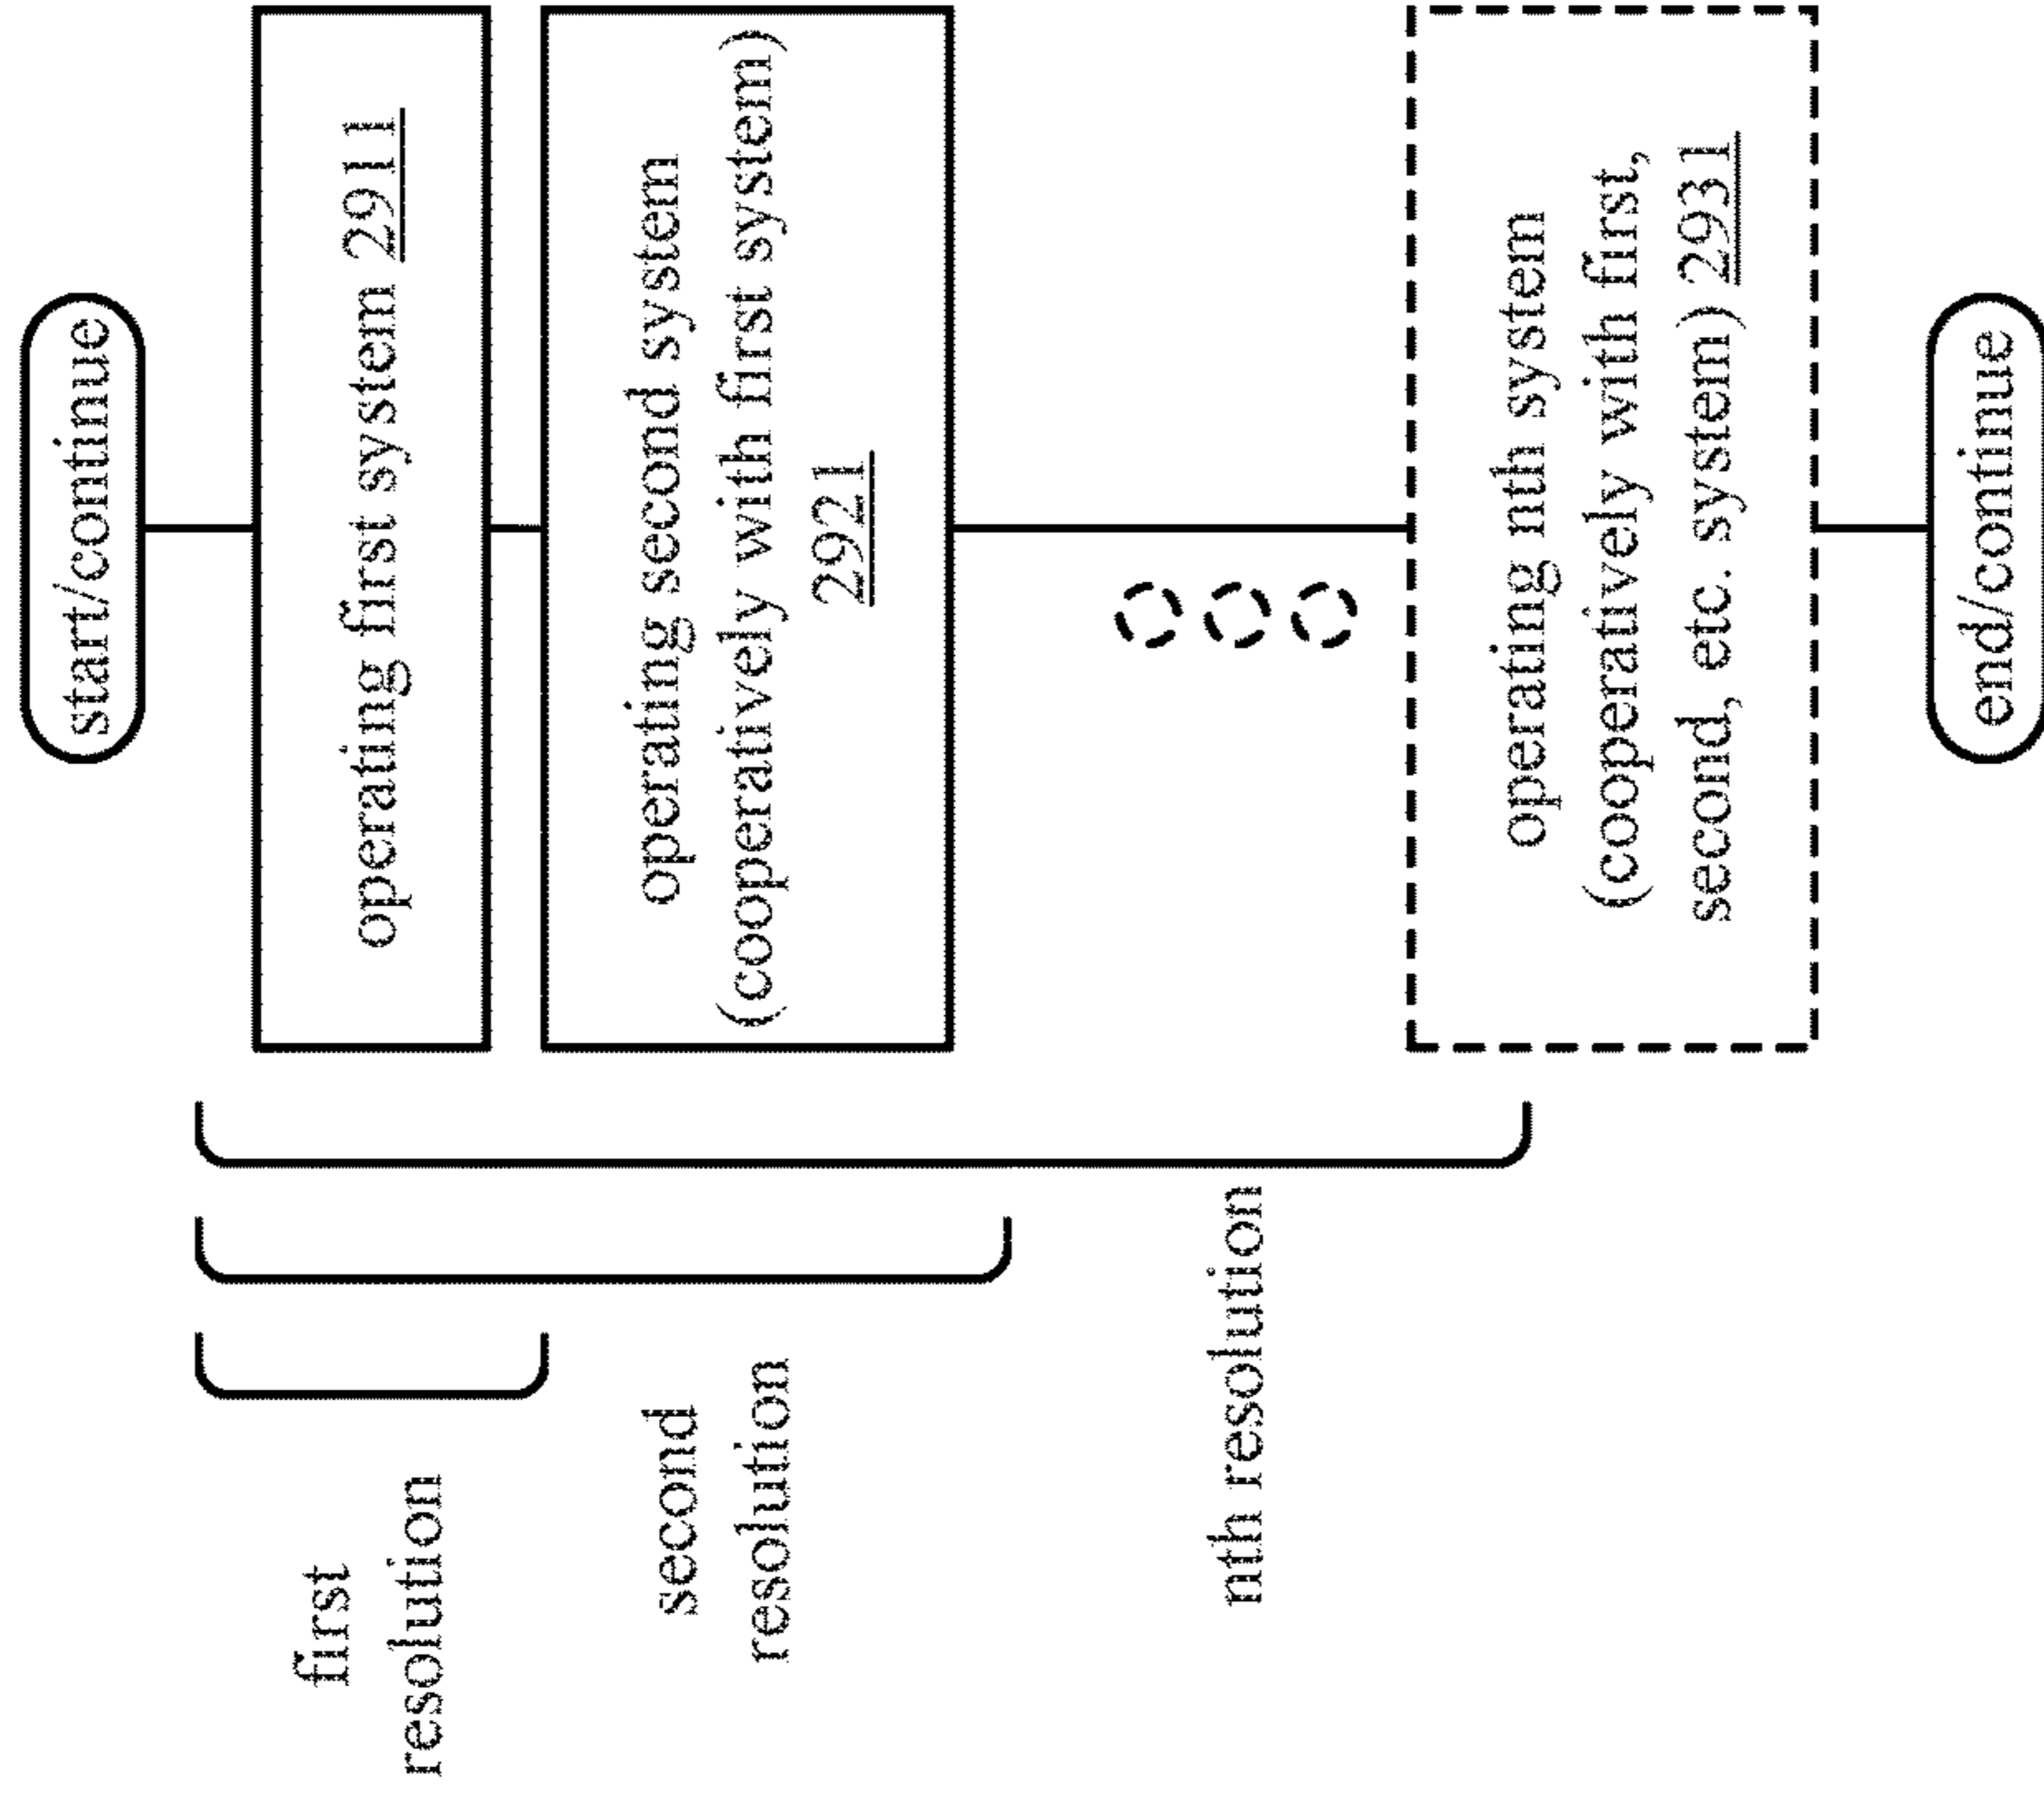 start/continue
operating first system 2911
operating second system
(cooperatively with first system)
2921
operating nth system
(cooperatively with first,
second, etc. system) 2931
end/continue
first
resolution
second
resolution
nth resolution